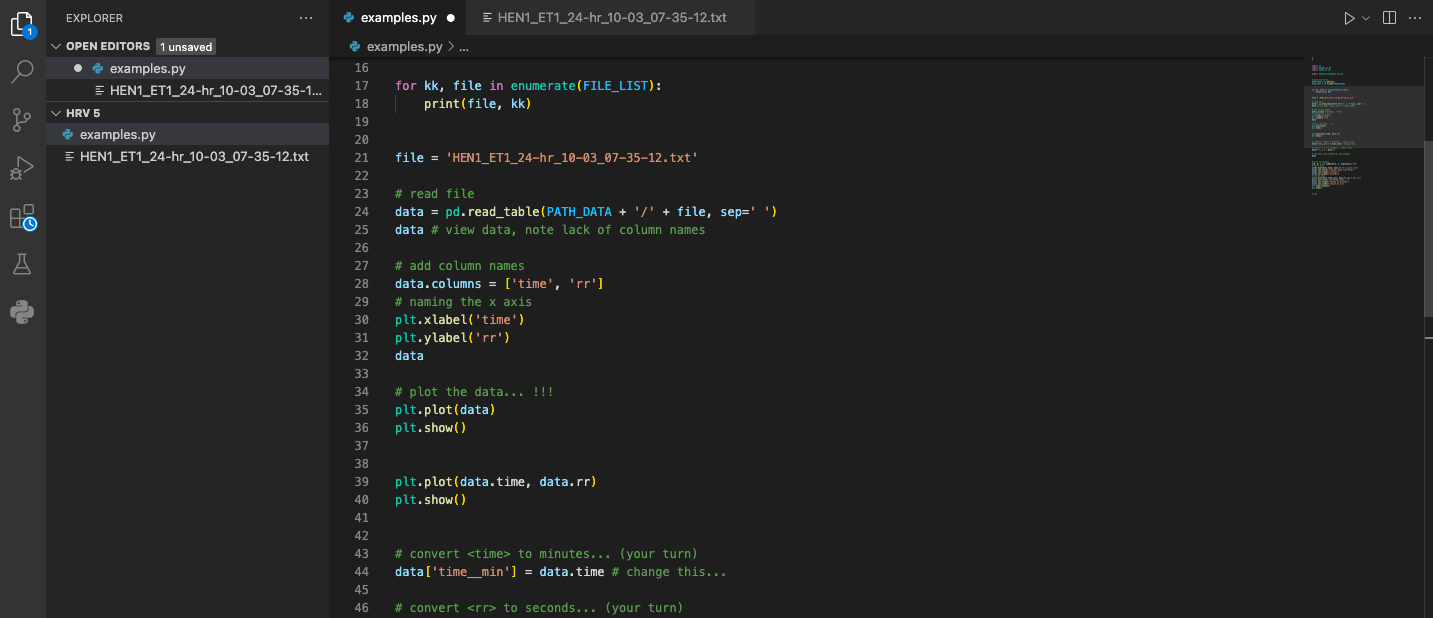 EXPLORER
OPEN EDITORS 1 unsaved
examples.py
HEN1_ET1_24-hr_10-03_07-35-1...
HRV 5
examples.py
HEN1_ET1_24-hr_10-03_07-35-12.txt
1
examples.py
HEN1_ET1_24-hr_10-03_07-35-12.txt
examples.py > ...
16
17 for kk, file in enumerate(FILE_LIST):
18 print(file, kk)
19
20
21 file = 'HEN1_ET1_24-hr_10-03_07-35-12.txt'
22
23 # read file
24 data = pd.read_table(PATH_DATA + '/' + file, sep=' ')
25 data # view data, note lack of column names
26
27 # add column names
28 data.columns = ['time', 'rr']
29 # naming the x axis
30 plt.xlabel('time')
31 plt.ylabel('rr')
32 data
33
34 # plot the data... !!!
35 plt.plot(data)
36 plt.show()
37
38
39 plt.plot(data.time, data.rr)
40 plt.show()
41
42
43 # convert <time> to minutes... (your turn)
44 data['time__min'] = data.time # change this...
45
46 # convert <rr> to seconds... (your turn)